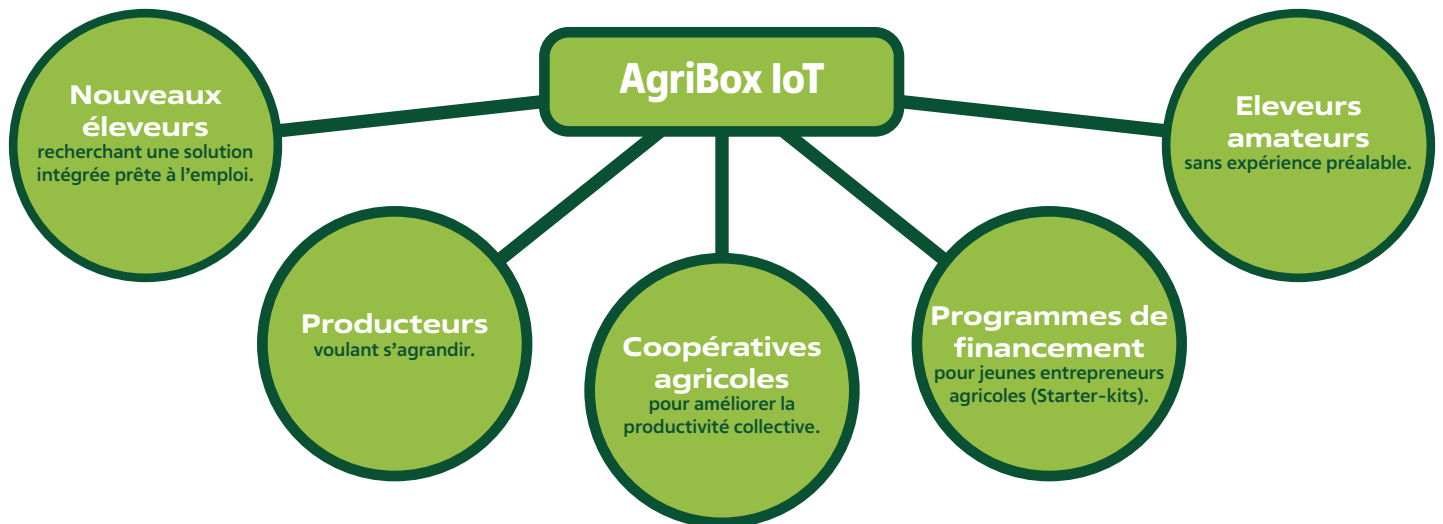 AgriBox IoT
Nouveaux
éleveurs
recherchant une solution
intégrée prête à l'emploi.
Producteurs
voulant s'agrandir.
Coopératives
agricoles
pour améliorer la
productivité collective.
Programmes de
financement
pour jeunes entrepreneurs
agricoles (Starter-kits).
Eleveurs
amateurs
sans expérience préalable.